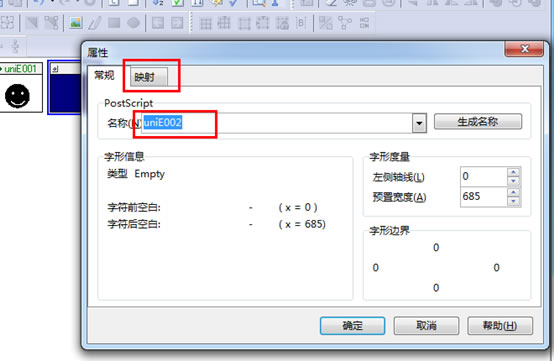 uniE001
属性
常规
映射
PostScript
名称(N)
uniE002
生成名称
字形信息
类型 Empty
字符前空白: - ( x = 0 )
字符后空白: - ( x = 685)
字形度量
左侧轴线(L) 0
预置宽度(A) 685
字形边界
0
0 0
0
确定 取消 帮助(H)